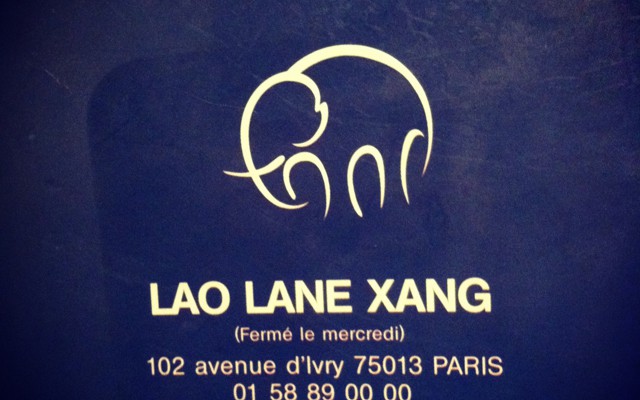 LAO LANE XANG
(Fermé le mercredi)
102 avenue d'Ivry 75013 PARIS
01 58 89 00 00